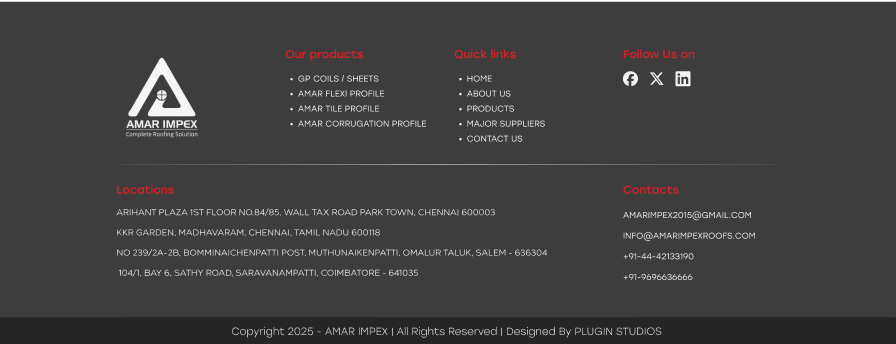 AMAR IMPEX
Complete Roofing Solution
Our products
• GP COILS / SHEETS
• AMAR FLEXI PROFILE
• AMAR TILE PROFILE
• AMAR CORRUGATION PROFILE
Quick links
• HOME
• ABOUT US
• PRODUCTS
• MAJOR SUPPLIERS
• CONTACT US
Follow Us on
Locations
ARIHANT PLAZA 1ST FLOOR NO.84/85, WALL TAX ROAD PARK TOWN, CHENNAI 600003
KKR GARDEN, MADHAVARAM, CHENNAI, TAMIL NADU 600118
NO 239/2A-2B, BOMMINAICHENPATTI POST, MUTHUNAIKENPATTI, OMALUR TALUK, SALEM - 636304
104/1, BAY 6, SATHY ROAD, SARAVANAMPATTI, COIMBATORE - 641035
Contacts
AMARIMPEX2015@GMAIL.COM
INFO@AMARIMPEXROOFS.COM
+91-44-42133190
+91-9696636666
Copyright 2025 - AMAR IMPEX | All Rights Reserved | Designed By PLUGIN STUDIOS